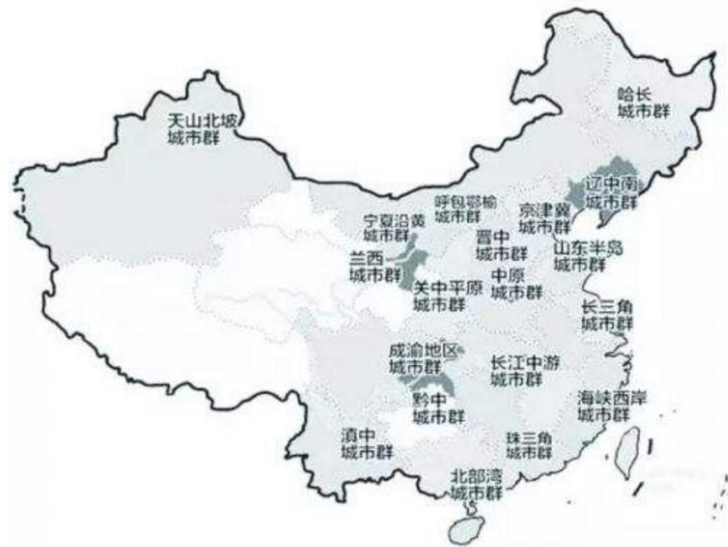 哈长
城市群
天山北坡
城市群
辽中南
城市群
呼包鄂榆
城市群
京津冀
城市群
宁夏沿黄
城市群
晋中
城市群
山东半岛
城市群
兰西
城市群
中原
城市群
关中平原
城市群
长三角
城市群
成渝地区
城市群
长江中游
城市群
黔中
城市群
海峡西岸
城市群
滇中
城市群
珠三角
城市群
北部湾
城市群